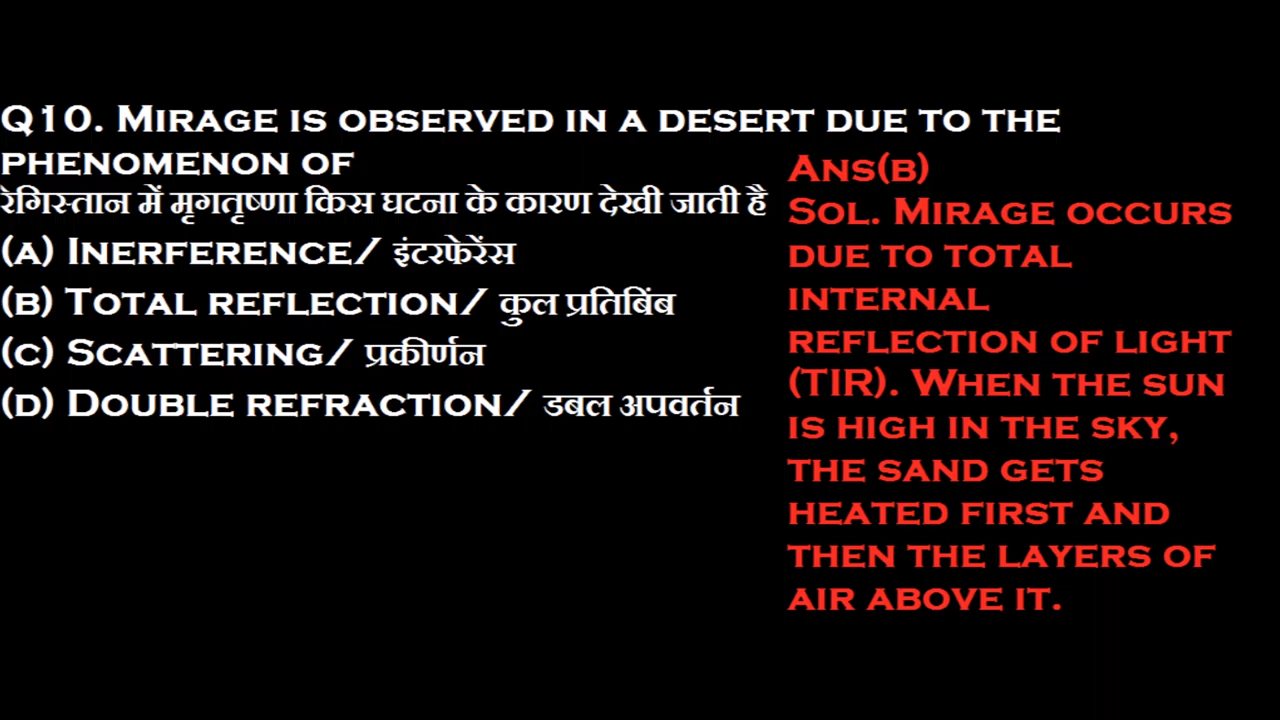 Q10. Mirage is observed in a desert due to the
phenomenon of
रेगिस्तान में मृगतृष्णा किस घटना के कारण देखी जाती है
(a) Inerference/ इंटरफेरेंस
(b) Total reflection/ कुल प्रतिबिंब
(c) Scattering/ प्रकीर्णन
(d) Double refraction/ डबल अपवर्तन
Ans(b)
Sol. Mirage occurs
due to total
internal
reflection of light
(TIR). When the sun
is high in the sky,
the sand gets
heated first and
then the layers of
air above it.